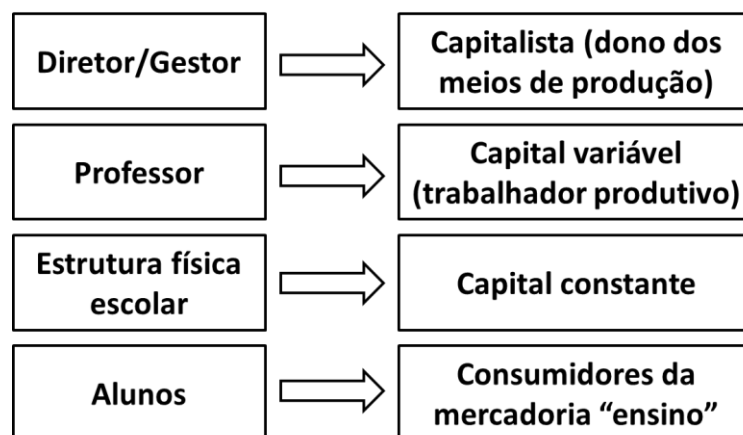 Diretor/Gestor
Capitalista (dono dos
meios de produção)
Professor
Capital variável
(trabalhador produtivo)
Estrutura física
escolar
Capital constante
Alunos
Consumidores da
mercadoria “ensino”